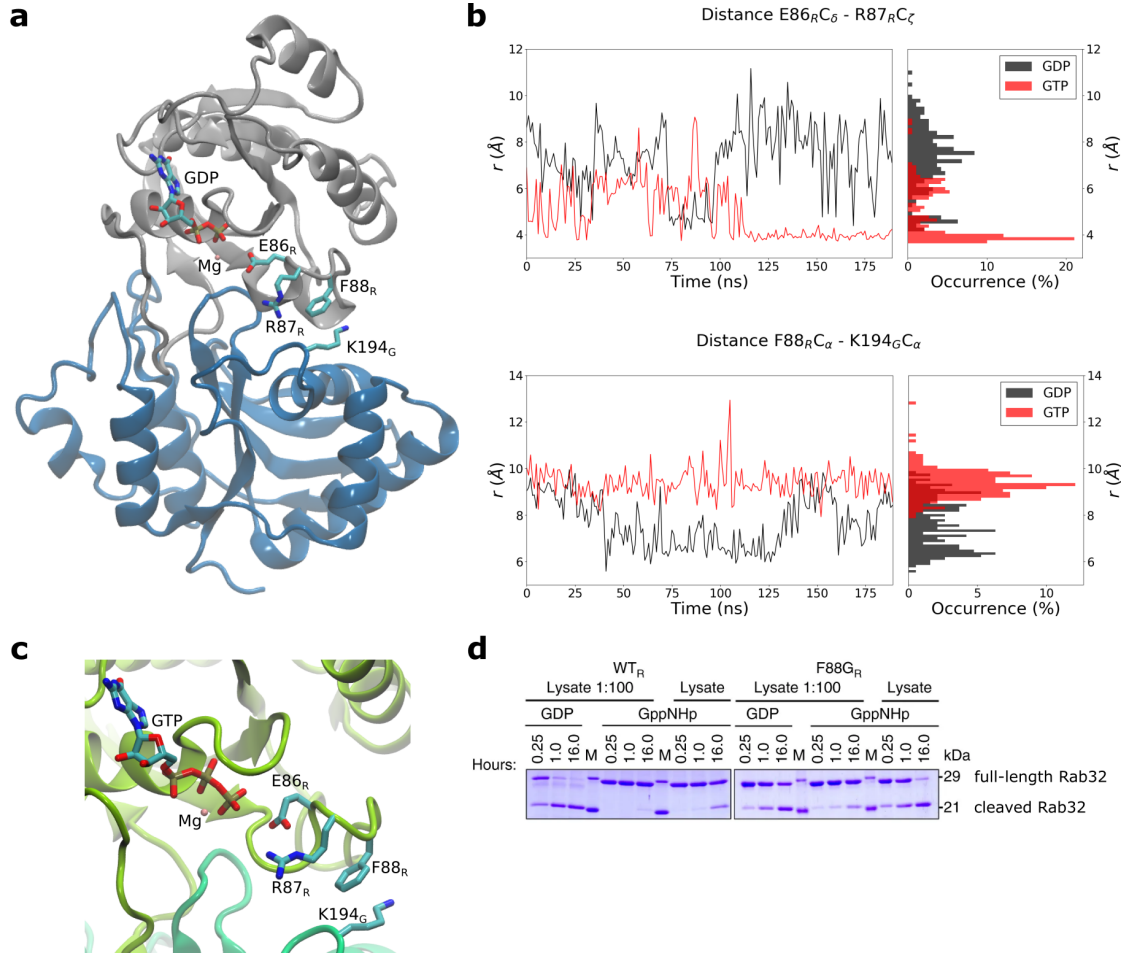 a
GDP
Mg
E86R
F88R
R87R
K194G
b
Distance E86RCδ - R87RCζ
12
10
8
6
4
r (Å)
0 25 50 75 100 125 150 175
Time (ns)
GDP
GTP
12
10
8
6
4
r (Å)
0 5 10 15 20
Occurrence (%)
Distance F88RCα - K194GCα
14
12
10
8
6
r (Å)
0 25 50 75 100 125 150 175
Time (ns)
GDP
GTP
14
12
10
8
6
r (Å)
0 5 10
Occurrence (%)
c
GTP
Mg
E86R
R87R
F88R
K194G
d
WTR F88GR
Lysate 1:100 Lysate Lysate 1:100 Lysate
GDP GppNHp GDP GppNHp
Hours: 0.25 1.0 16.0 M 0.25 1.0 16.0 M 0.25 1.0 16.0 0.25 1.0 16.0 M 0.25 1.0 16.0 M 0.25 1.0 16.0 kDa
29 full-length Rab32
21 cleaved Rab32